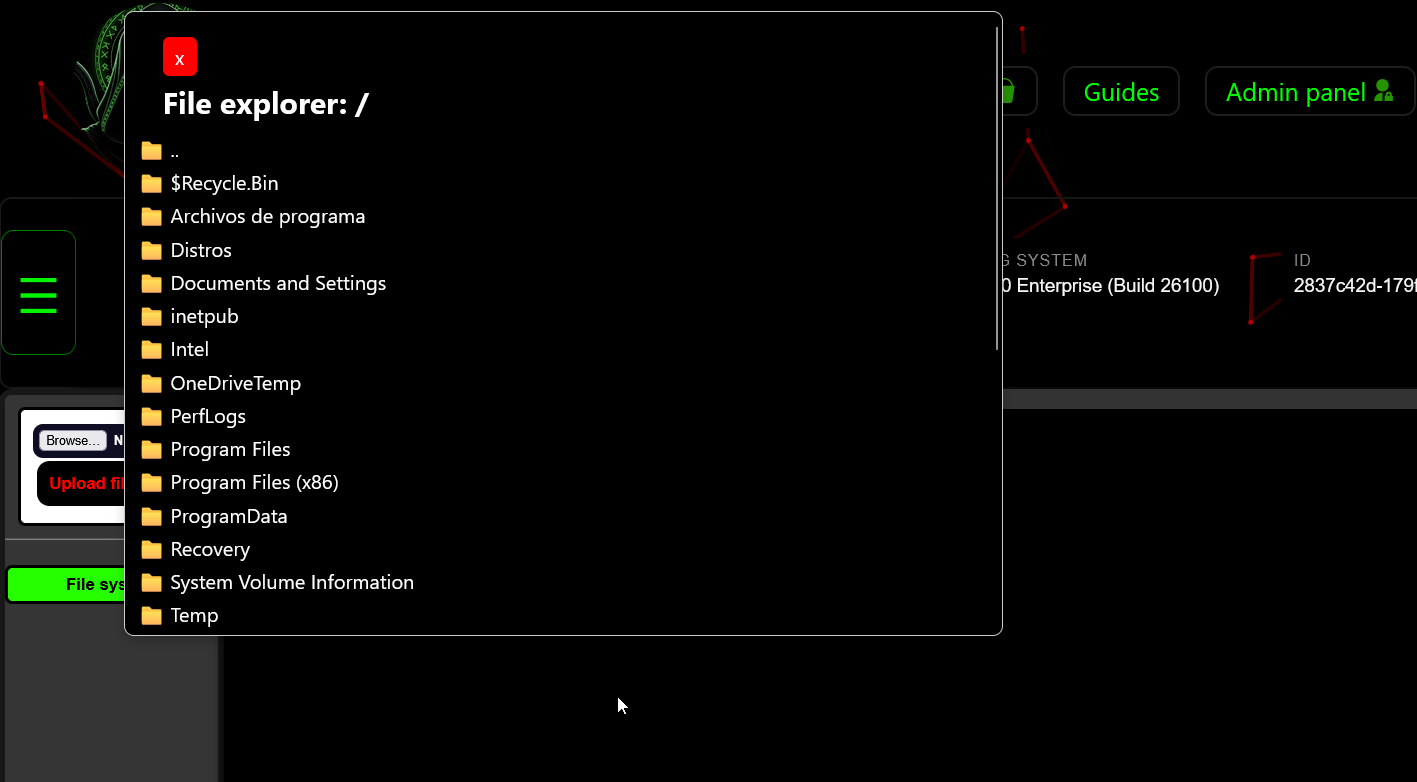 x
File explorer: /
..
$Recycle.Bin
Archivos de programa
Distros
Documents and Settings
inetpub
Intel
OneDriveTemp
PerfLogs
Program Files
Program Files (x86)
ProgramData
Recovery
System Volume Information
Temp
Guides
Admin panel
SYSTEM
0 Enterprise (Build 26100)
ID
2837c42d-179
Browse...
N
Upload fil
File sys